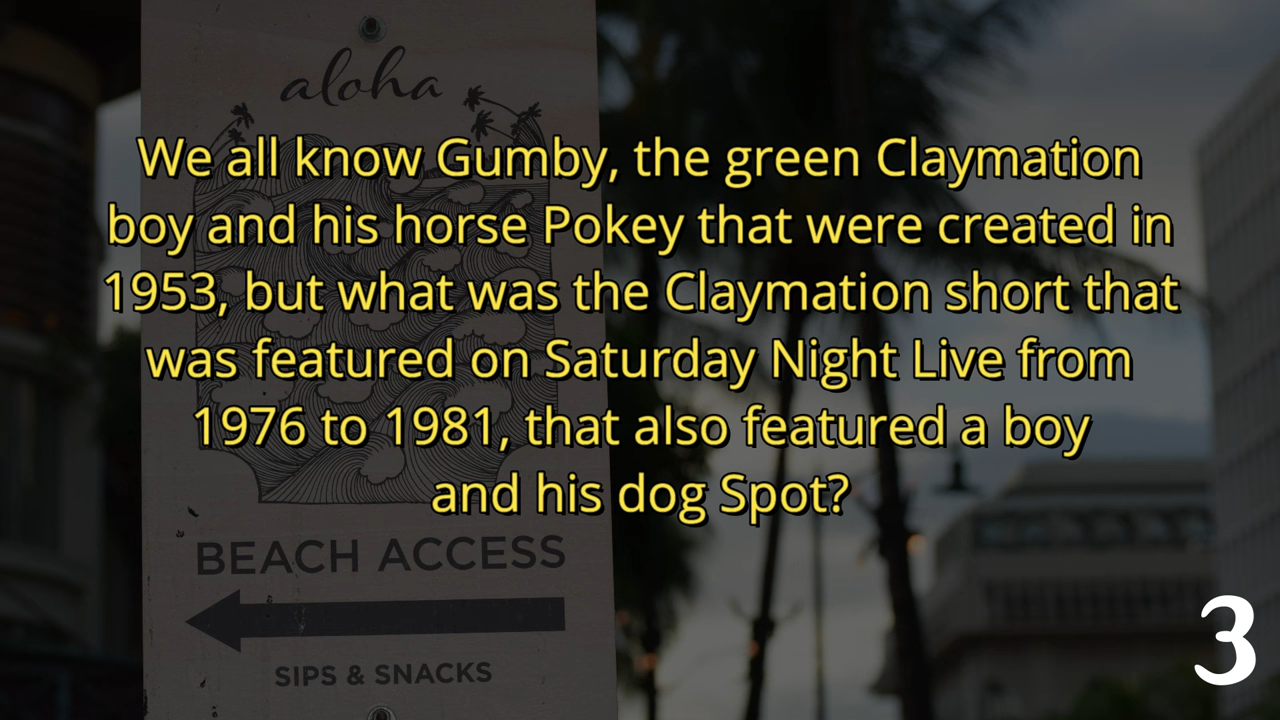 aloha
We all know Gumby, the green Claymation
boy and his horse Pokey that were created in
1953, but what was the Claymation short that
was featured on Saturday Night Live from
1976 to 1981, that also featured a boy
and his dog Spot?
BEACH ACCESS
SIPS & SNACKS
3